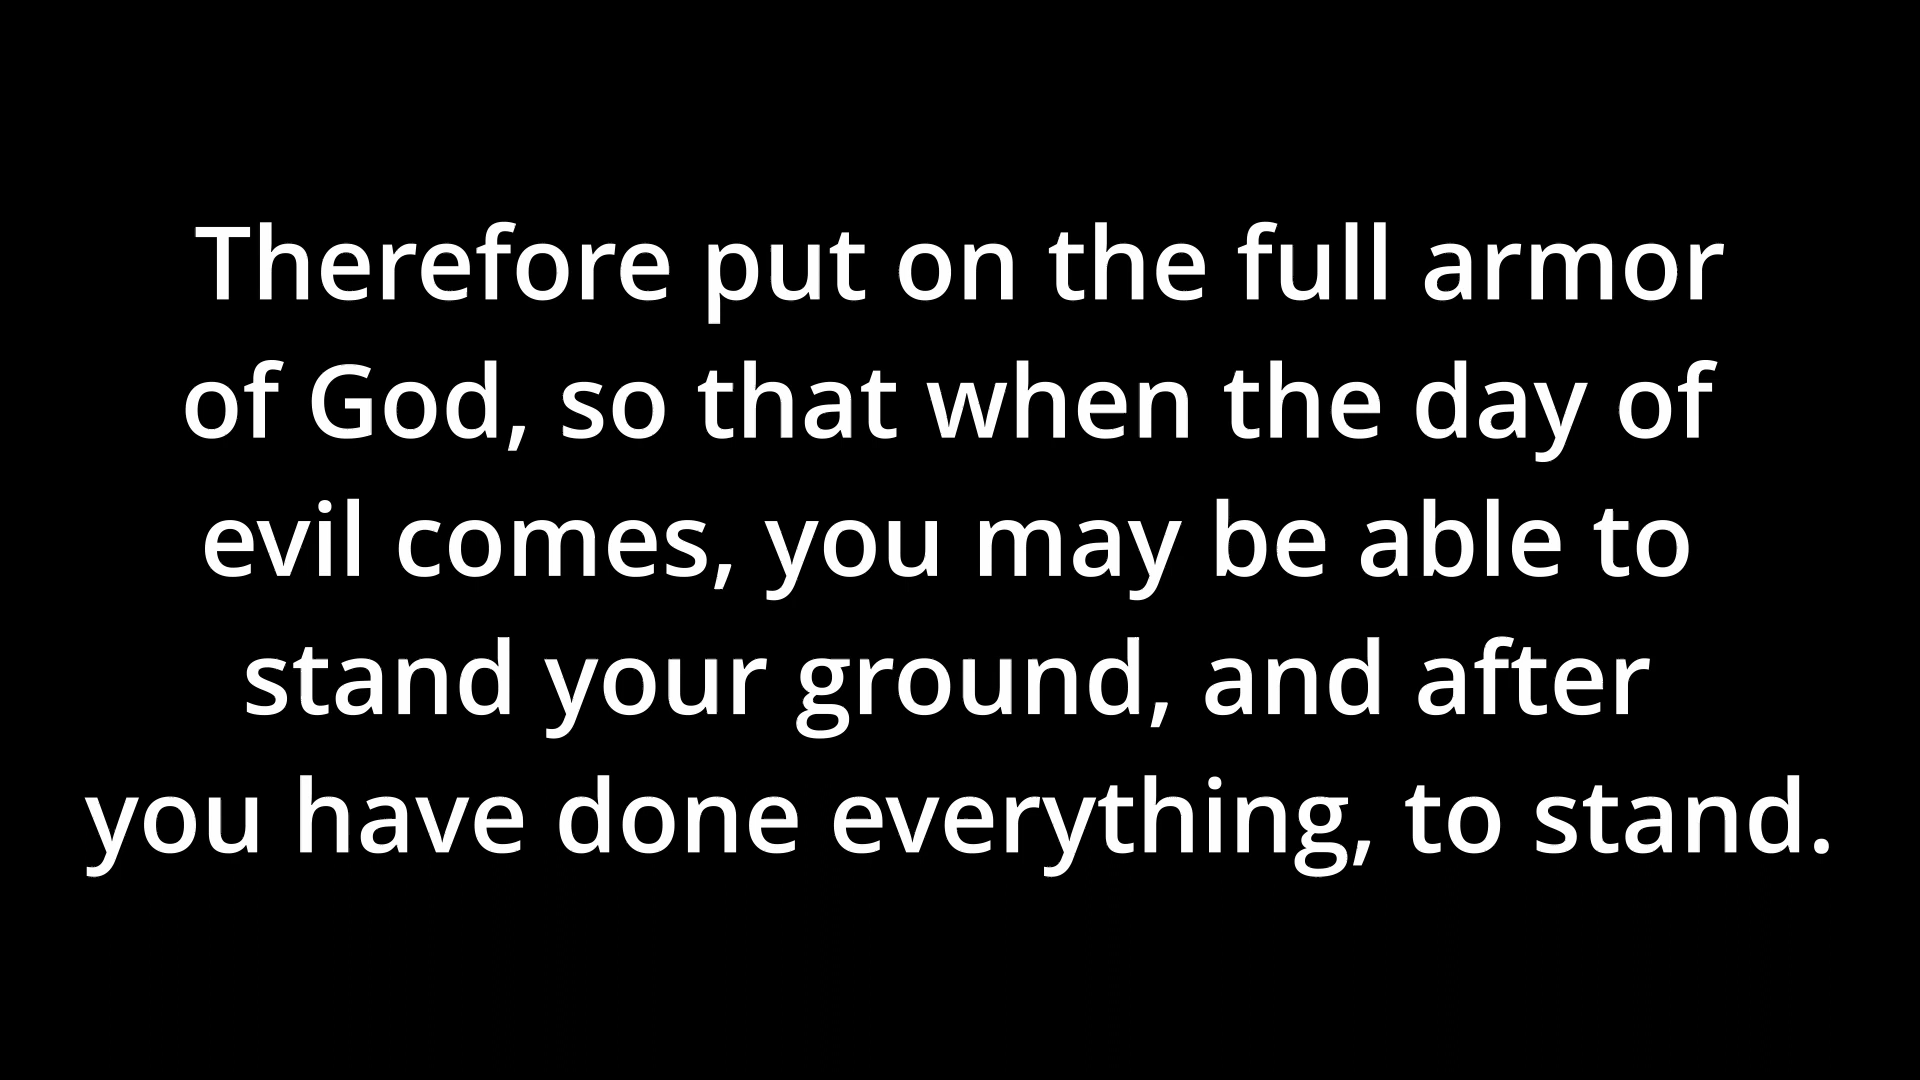 Therefore put on the full armor
of God, so that when the day of
evil comes, you may be able to
stand your ground, and after
you have done everything, to stand.